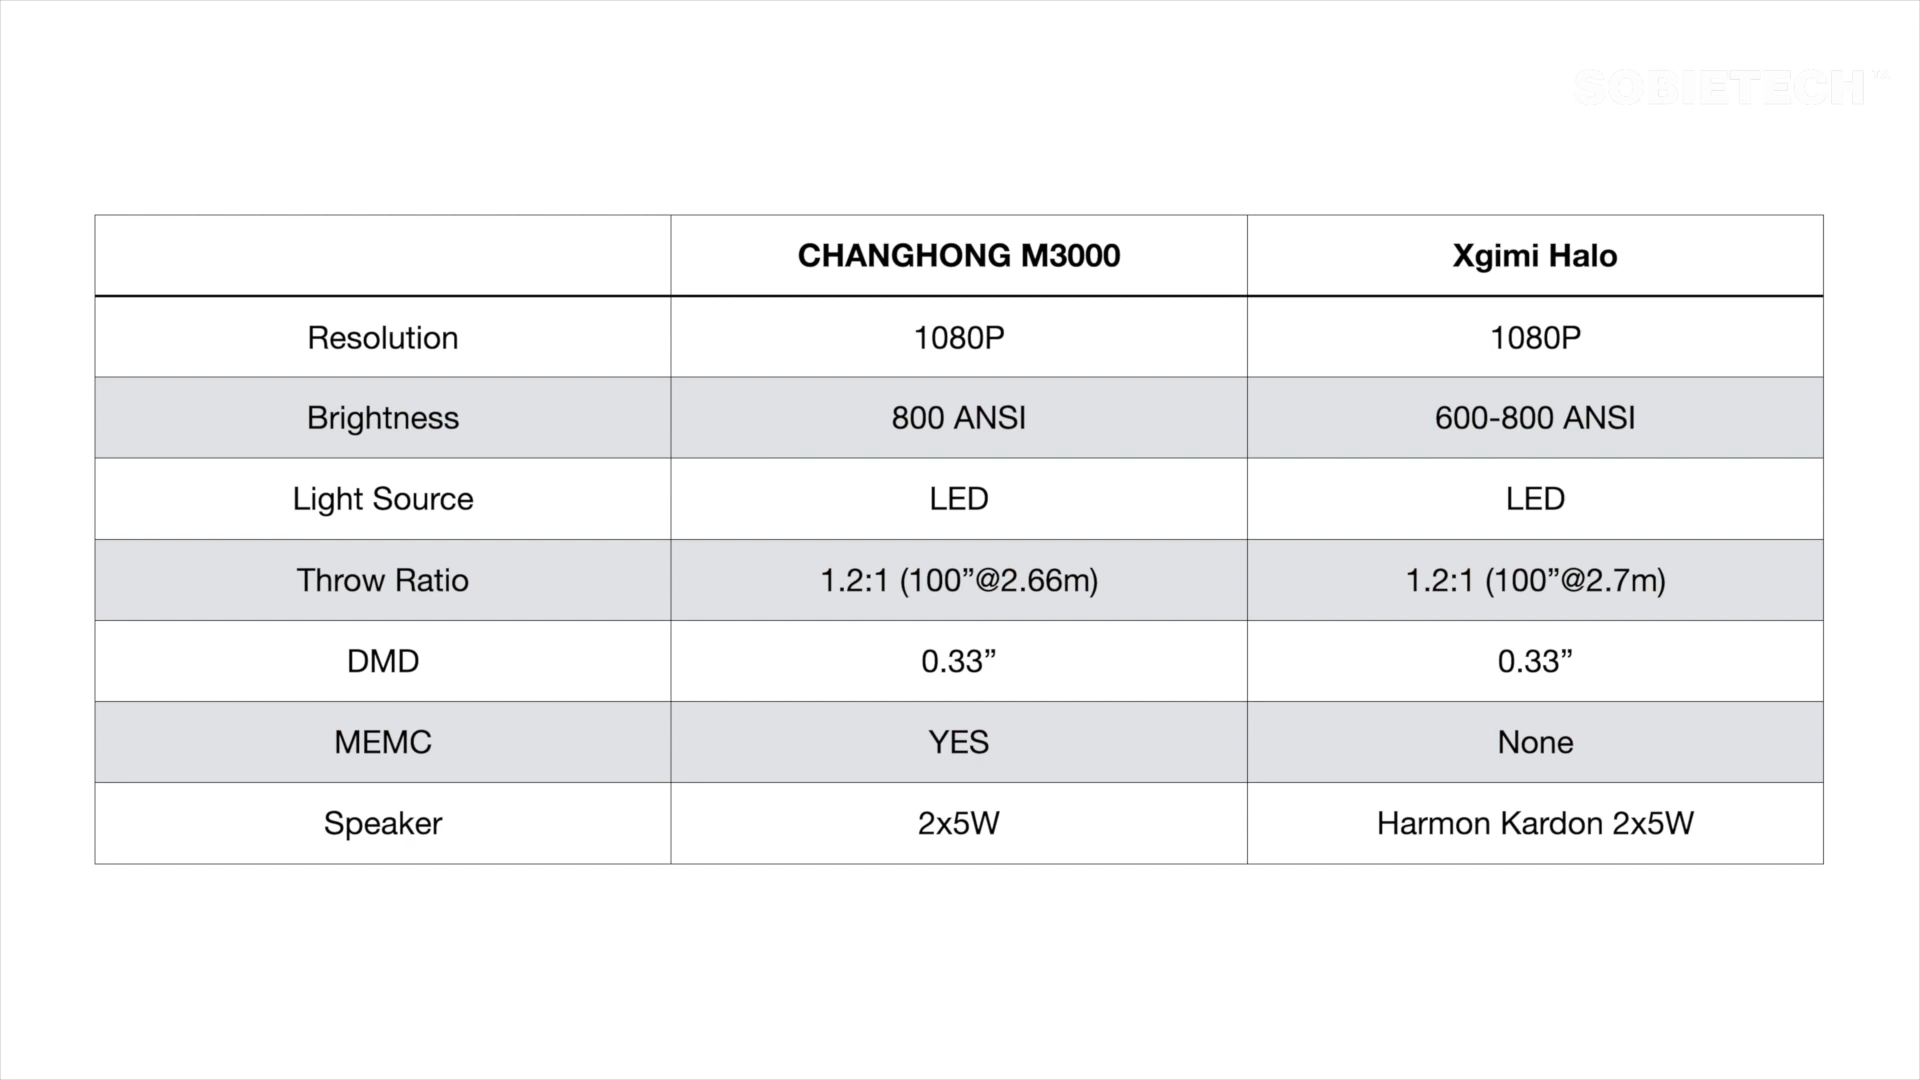 SOBIETECH™
CHANGHONG M3000 Xgimi Halo
Resolution 1080P 1080P
Brightness 800 ANSI 600-800 ANSI
Light Source LED LED
Throw Ratio 1.2:1 (100”@2.66m) 1.2:1 (100”@2.7m)
DMD 0.33” 0.33”
MEMC YES None
Speaker 2x5W Harmon Kardon 2x5W